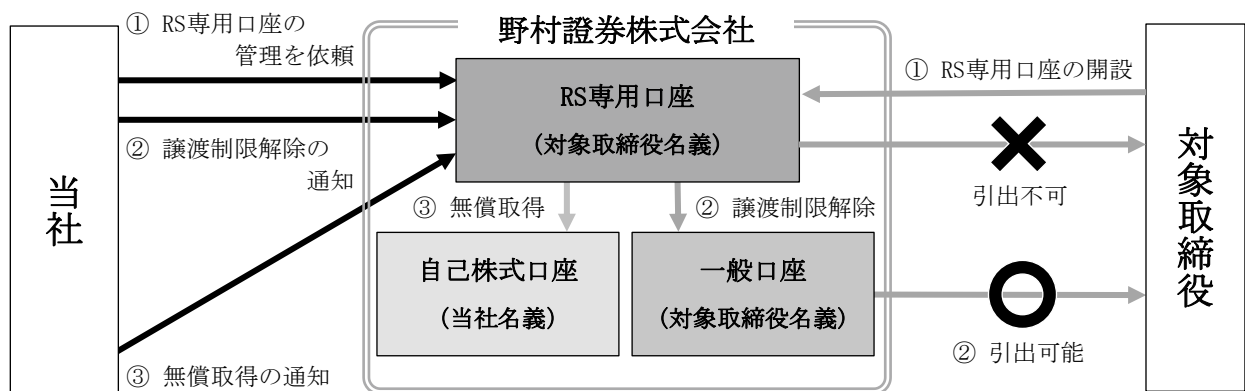 ① RS専用口座の
管理を依頼
野村證券株式会社
① RS専用口座の開設
RS専用口座
(対象取締役名義)
② 譲渡制限解除の
通知
当社
対象取締役
引出不可
③ 無償取得
② 譲渡制限解除
自己株式口座
(当社名義)
一般口座
(対象取締役名義)
② 引出可能
③ 無償取得の通知